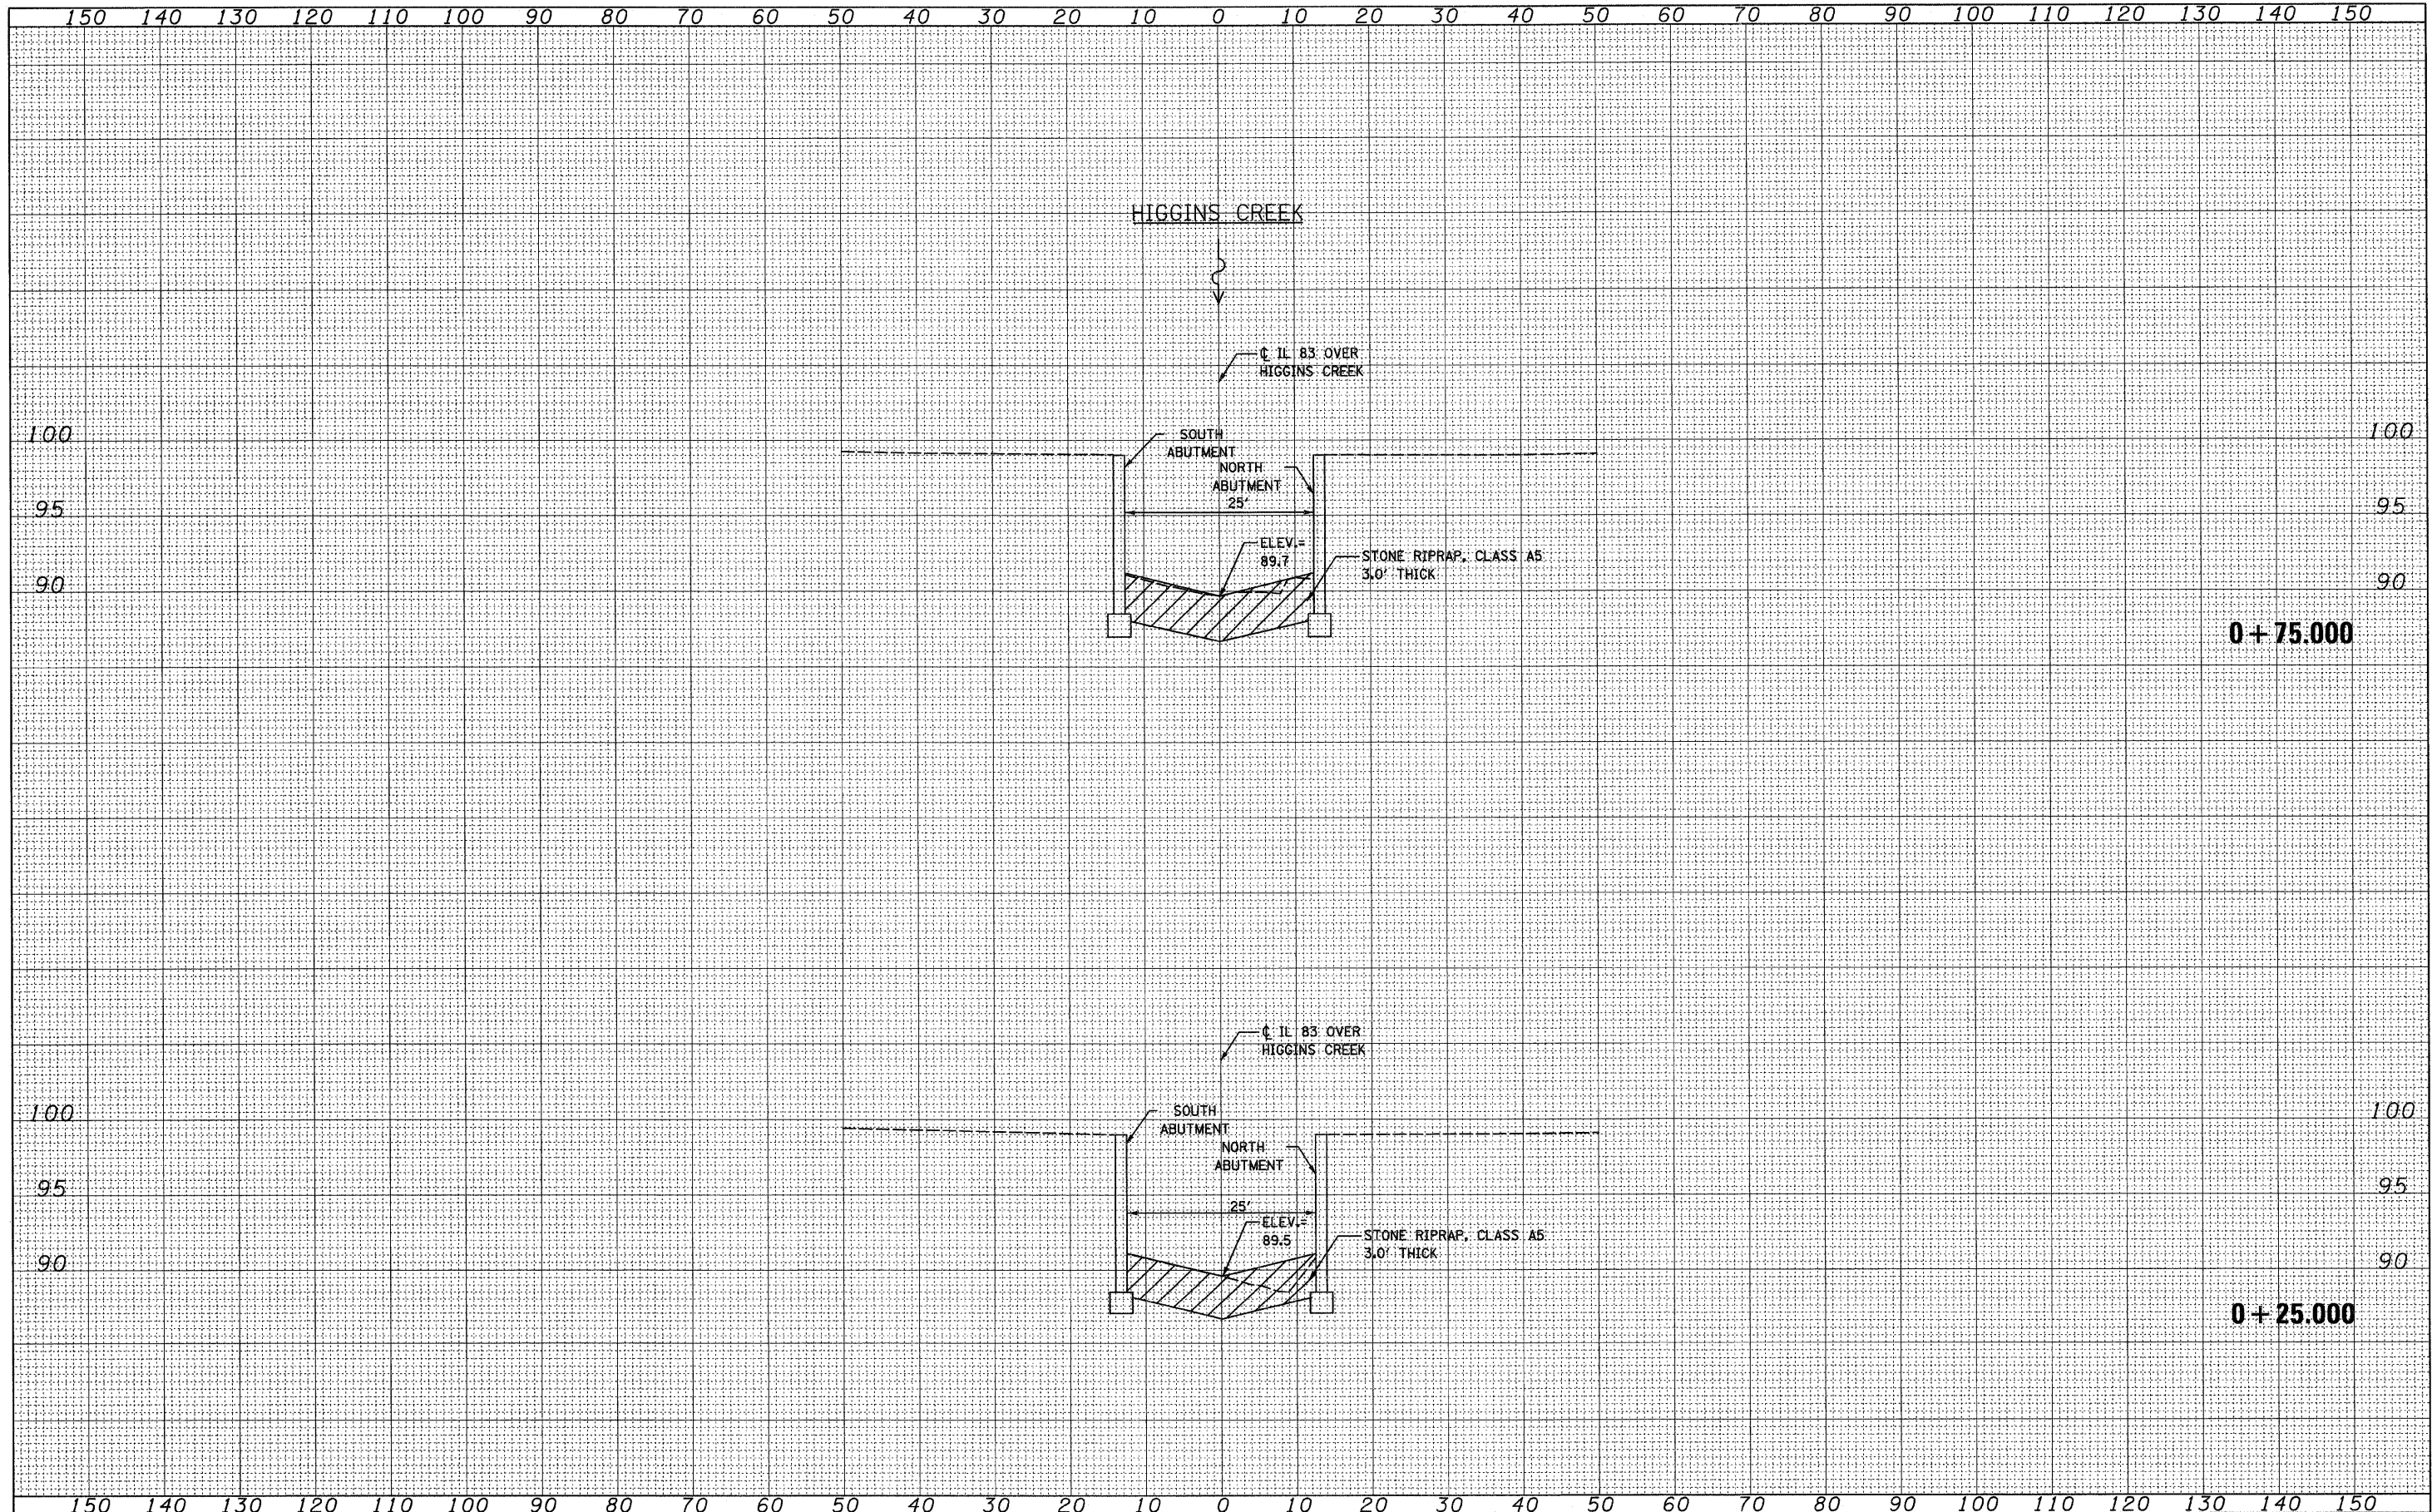 150 140 130 120 110 100 90 80 70 60 50 40 30 20 10 0 10 20 30 40 50 60 70 80 90 100 110 120 130 140 150
HIGGINS CREEK
℄ IL 83 OVER
HIGGINS CREEK
100
100
SOUTH
ABUTMENT
NORTH
ABUTMENT
25'
95
95
ELEV.=
89.7
STONE RIPRAP, CLASS A5
3.0' THICK
90
90
0+75.000
℄ IL 83 OVER
HIGGINS CREEK
100
100
SOUTH
ABUTMENT
NORTH
ABUTMENT
95
95
25'
ELEV.=
89.5
STONE RIPRAP, CLASS A5
3.0' THICK
90
90
0+25.000
150 140 130 120 110 100 90 80 70 60 50 40 30 20 10 0 10 20 30 40 50 60 70 80 90 100 110 120 130 140 150